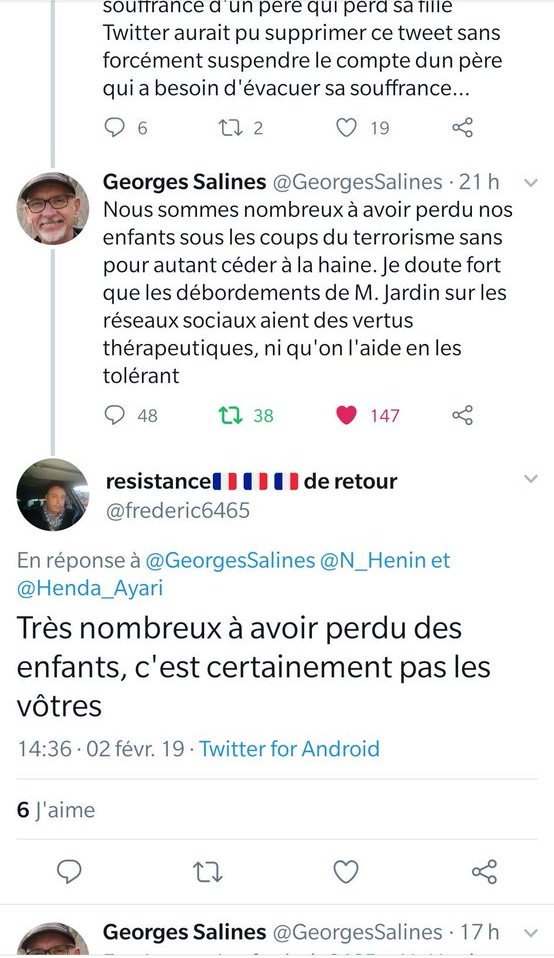 souffrance d'un père qui perd sa fille
Twitter aurait pu supprimer ce tweet sans
forcément suspendre le compte dun père
qui a besoin d'évacuer sa souffrance...
6 2 19
Georges Salines @GeorgesSalines · 21 h
Nous sommes nombreux à avoir perdu nos
enfants sous les coups du terrorisme sans
pour autant céder à la haine. Je doute fort
que les débordements de M. Jardin sur les
réseaux sociaux aient des vertus
thérapeutiques, ni qu'on l'aide en les
tolérant
48 38 147
resistance🇫🇷🇫🇷🇫🇷de retour
@frederic6465
En réponse à @GeorgesSalines @N_Henin et
@Henda_Ayari
Très nombreux à avoir perdu des
enfants, c'est certainement pas les
vôtres
14:36 · 02 févr. 19 · Twitter for Android
6 J'aime
Georges Salines @GeorgesSalines · 17 h